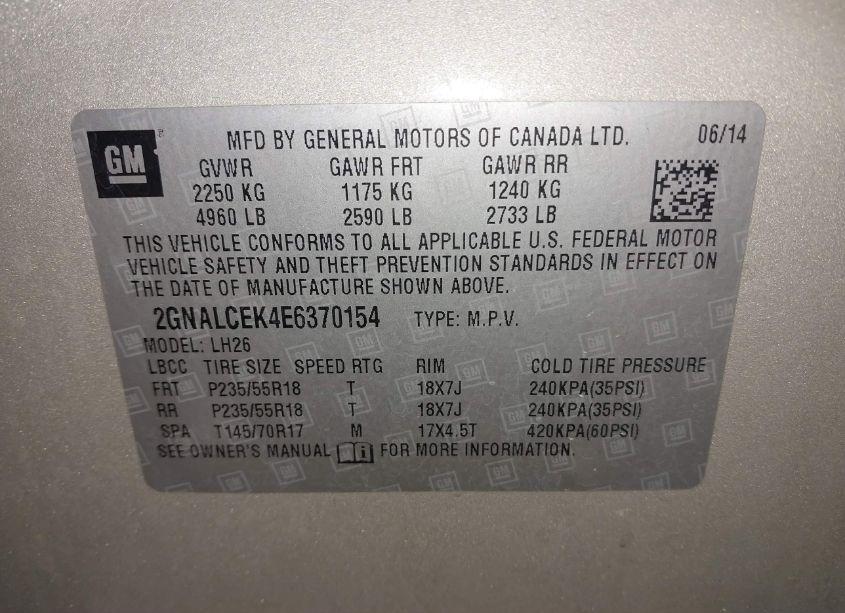 GM MFD BY GENERAL MOTORS OF CANADA LTD. 06/14
GVWR GAWR FRT GAWR RR
2250 KG 1175 KG 1240 KG
4960 LB 2590 LB 2733 LB
THIS VEHICLE CONFORMS TO ALL APPLICABLE U.S. FEDERAL MOTOR
VEHICLE SAFETY AND THEFT PREVENTION STANDARDS IN EFFECT ON
THE DATE OF MANUFACTURE SHOWN ABOVE.
2GNALCEK4E6370154 TYPE: M.P.V.
MODEL: LH26
LBCC TIRE SIZE SPEED RTG RIM COLD TIRE PRESSURE
FRT P235/55R18 T 18X7J 240KPA(35PSI)
RR P235/55R18 T 18X7J 240KPA(35PSI)
SPA T145/70R17 M 17X4.5T 420KPA(60PSI)
SEE OWNER'S MANUAL FOR MORE INFORMATION.